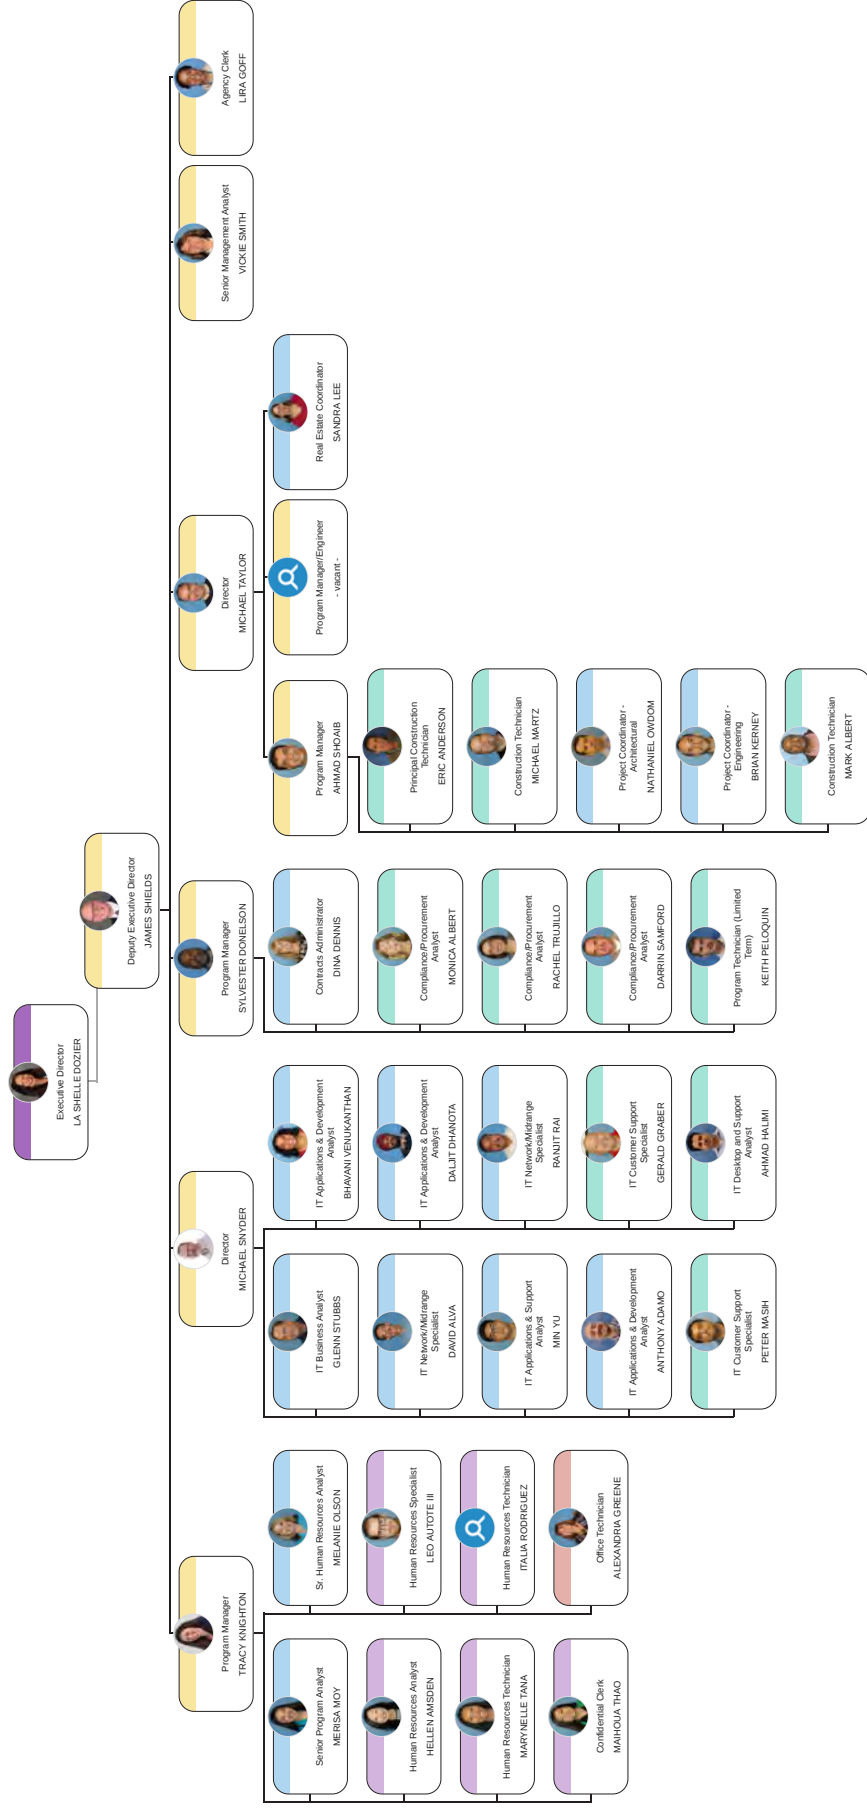 Executive Director
LA SHELLE DOZIER
Deputy Executive Director
JAMES SHIELDS
Program Manager
TRACY KNIGHTON
Director
MICHAEL SNYDER
Program Manager
SYLVESTER DONELSON
Director
MICHAEL TAYLOR
Senior Management Analyst
VICKIE SMITH
Agency Clerk
LIRA GOFF
Senior Program Analyst
MERISA MOY
Human Resources Analyst
HELLEN AMSDEN
Human Resources Technician
MARYNELLE TANA
Confidential Clerk
MAIHOUA THAO
Sr. Human Resources Analyst
MELANIE OLSON
Human Resources Specialist
LEO AUTOTE III
Human Resources Technician
ITALIA RODRIGUEZ
Office Technician
ALEXANDRIA GREENE
IT Business Analyst
GLENN STUBBS
IT Network/Midrange
Specialist
DAVID ALVA
IT Applications & Support
Analyst
MIN YU
IT Applications & Development
Analyst
ANTHONY ADAMO
IT Customer Support
Specialist
PETER MASIH
IT Applications & Development
Analyst
BHAVANI VENUKANTHAN
IT Applications & Development
Analyst
DALJIT DHANOTA
IT Network/Midrange
Specialist
RANJIT RAI
IT Customer Support
Specialist
GERALD GRABER
IT Desktop and Support
Analyst
AHMAD HALIMI
Contracts Administrator
DINA DENNIS
Compliance/Procurement
Analyst
MONICA ALBERT
Compliance/Procurement
Analyst
RACHEL TRUJILLO
Compliance/Procurement
Analyst
DARRIN SAMFORD
Program Technician (Limited
Term)
KEITH PELOQUIN
Program Manager
AHMAD SHOAIB
Program Manager/Engineer
- vacant -
Real Estate Coordinator
SANDRA LEE
Principal Construction
Technician
ERIC ANDERSON
Construction Technician
MICHAEL MARTZ
Project Coordinator -
Architectural
NATHANIEL OWDOM
Project Coordinator -
Engineering
BRIAN KERNEY
Construction Technician
MARK ALBERT